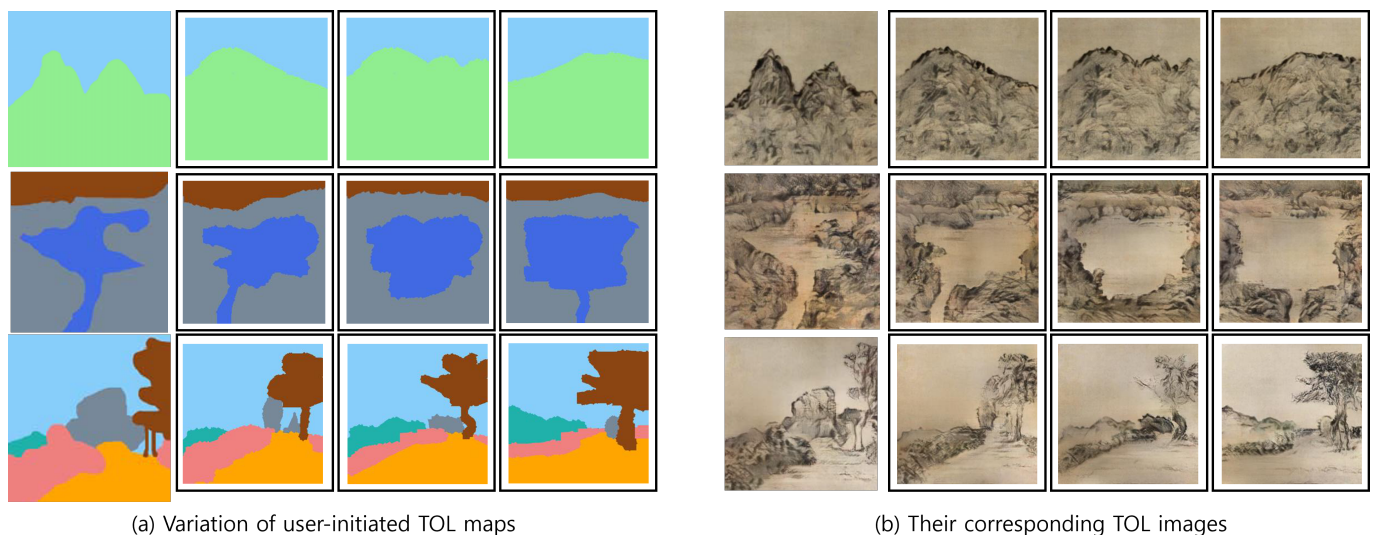 (a) Variation of user-initiated TOL maps
(b) Their corresponding TOL images